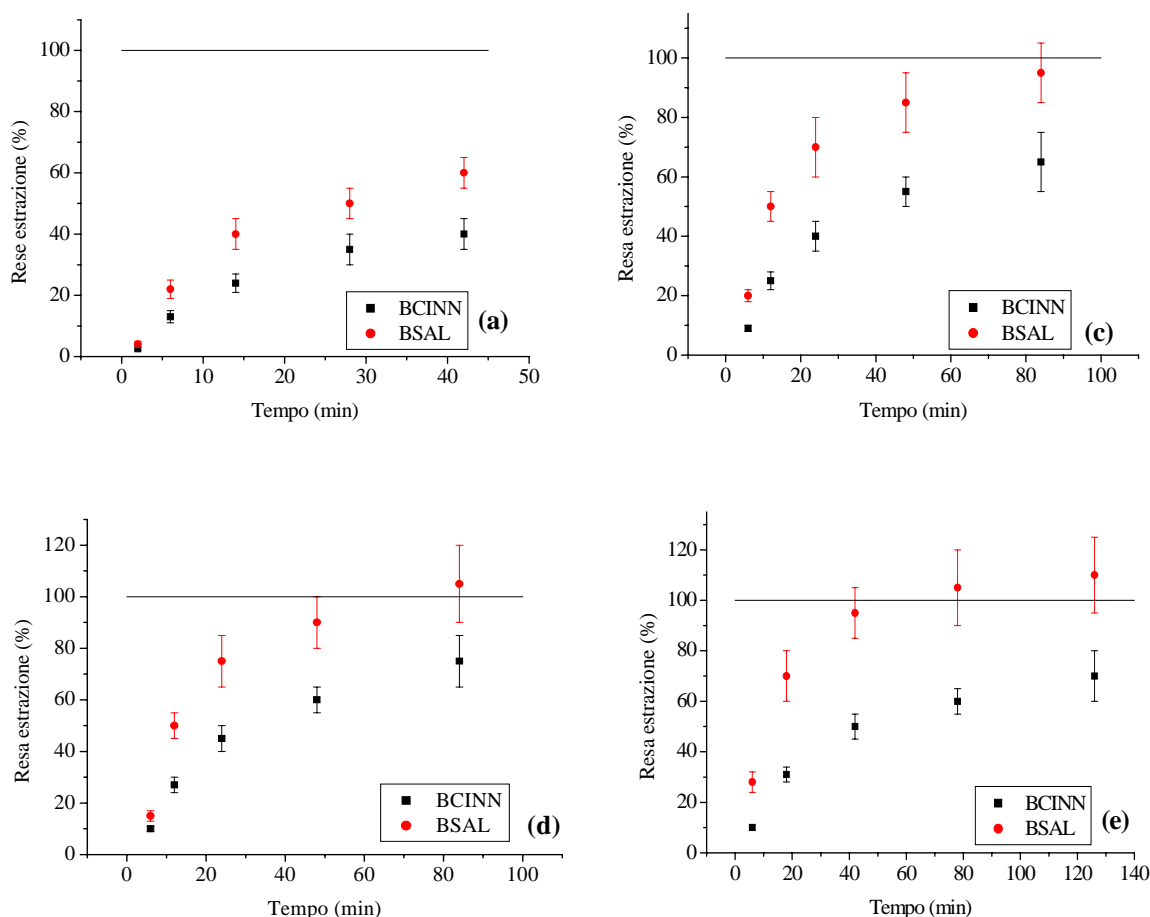 100
80
60
40
20
0
Rese estrazione (%)
BCINN
BSAL
(a)
0 10 20 30 40 50
Tempo (min)
100
80
60
40
20
0
Resa estrazione (%)
BCINN
BSAL
(c)
0 20 40 60 80 100
Tempo (min)
120
100
80
60
40
20
0
Resa estrazione (%)
BCINN
BSAL
(d)
0 20 40 60 80 100
Tempo (min)
120
100
80
60
40
20
0
Resa estrazione (%)
BCINN
BSAL
(e)
0 20 40 60 80 100 120 140
Tempo (min)